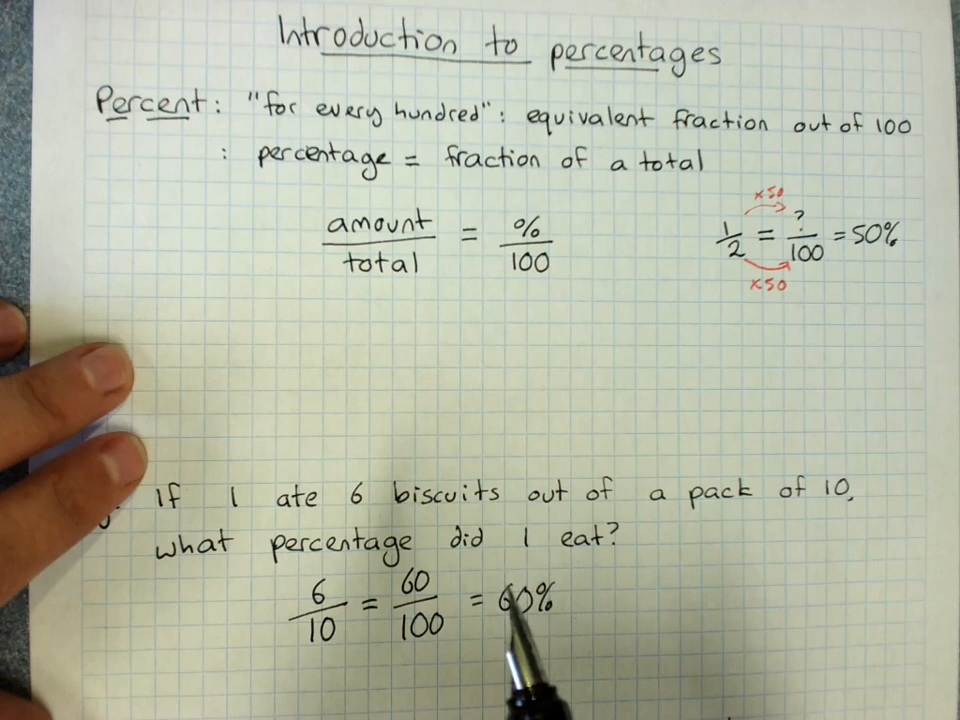 Introduction to percentages
Percent: "for every hundred": equivalent fraction out of 100
: percentage = fraction of a total
amount/total = %/100
×50
1/2 = ?/100 = 50%
×50
If I ate 6 biscuits out of a pack of 10,
what percentage did I eat?
6/10 = 60/100 = 60%